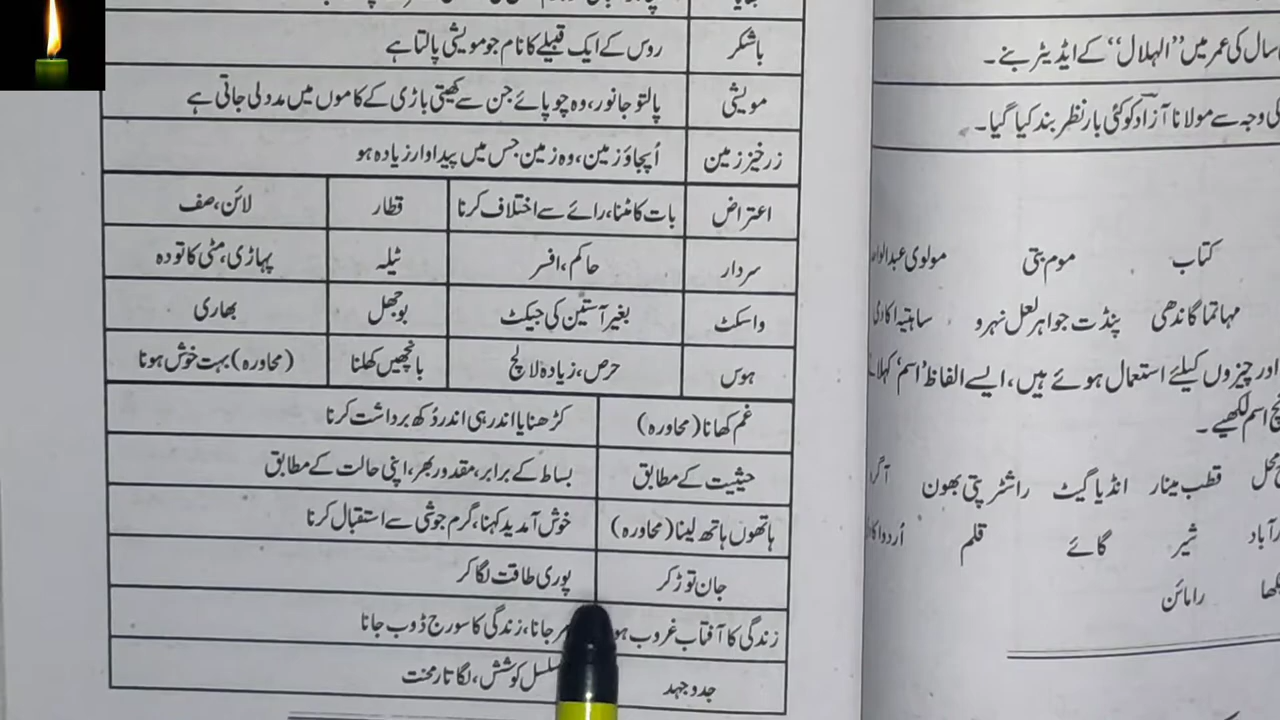 سال کی عمر میں ”الہلال“ کے ایڈیٹر بنے۔
وجہ سے مولانا آزاد کو کئی بار نظر بند کیا گیا۔
کتاب موم بتی مولوی
مہاتما گاندھی پنڈت جواہر لعل نہرو ساہتیہ
اور چیزوں کیلئے استعمال ہوئے ہیں، ایسے الفاظ ’اسم‘
اسم لکھیے۔
قطب مینار انڈیا گیٹ راشٹرپتی بھون
شیر گائے قلم
رامائن
باشکر روس کے ایک قبیلے کا نام جو مویشی پالتا ہے
مویشی پالتو جانور، وہ چوپائے جن سے کھیتی باڑی کے کاموں میں مدد لی جاتی ہے
زرخیز زمین اُپجاؤ زمین، وہ زمین جس میں پیداوار زیادہ ہو
اعتراض بات کاٹنا، رائے سے اختلاف کرنا قطار لائن، صف
سردار حاکم، افسر ٹیلہ پہاڑی، مٹی کا تودہ
واسکٹ بغیر آستین کی جیکٹ بوجھل بھاری
ہوس حرص، زیادہ لالچ بانچھیں کھلنا (محاورہ) بہت خوش ہونا
غم کھانا (محاورہ) کڑھنا یا اندر ہی اندر دُکھ برداشت کرنا
حیثیت کے مطابق بساط کے برابر، مقدور بھر، اپنی حالت کے مطابق
ہاتھوں ہاتھ لینا (محاورہ) خوش آمدید کہنا، گرم جوشی سے استقبال کرنا
جان توڑ کر پوری طاقت لگا کر
زندگی کا آفتاب غروب جانا، زندگی کا سورج ڈوب جانا
جدوجہد کوشش، لگاتار محنت